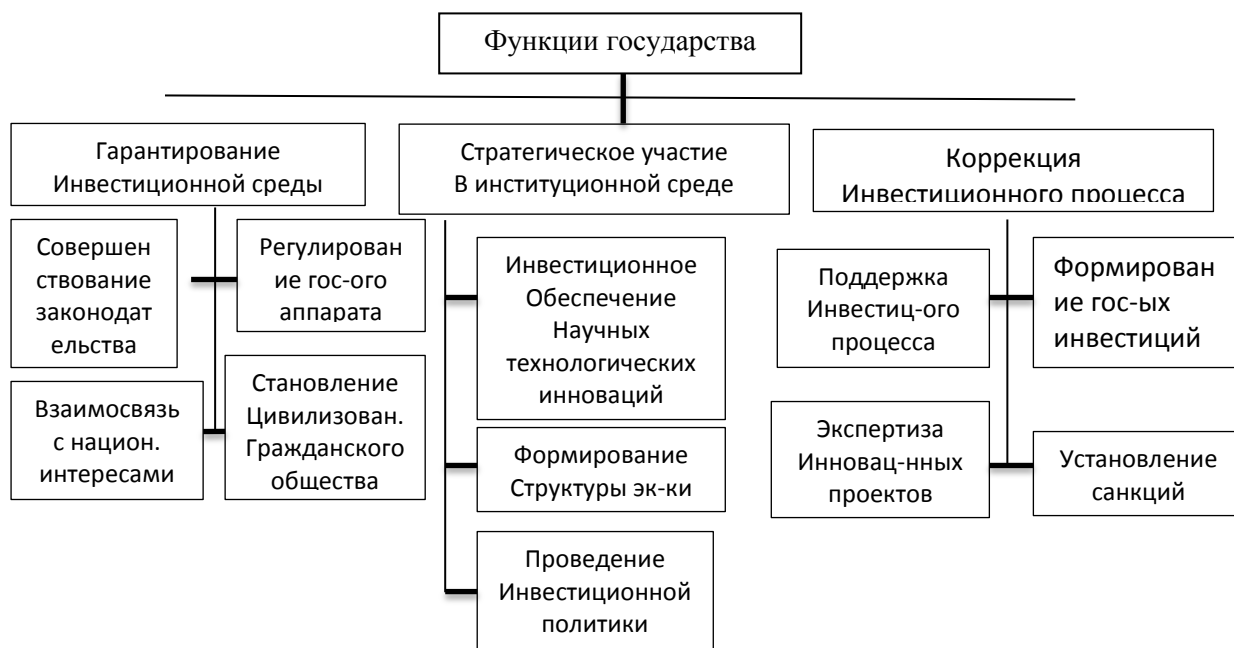 Функции государства
Гарантирование
Инвестиционной среды
Совершен
ствование
законодат
ельства
Регулирован
ие гос-ого
аппарата
Взаимосвязь
с национ.
интересами
Становление
Цивилизован.
Гражданского
общества
Стратегическое участие
В институционной среде
Инвестиционное
Обеспечение
Научных
технологических
инноваций
Формирование
Структуры эк-ки
Проведение
Инвестиционной
политики
Коррекция
Инвестиционного процесса
Поддержка
Инвестиц-ого
процесса
Формирован
ие гос-ых
инвестиций
Экспертиза
Инновац-нных
проектов
Установление
санкций